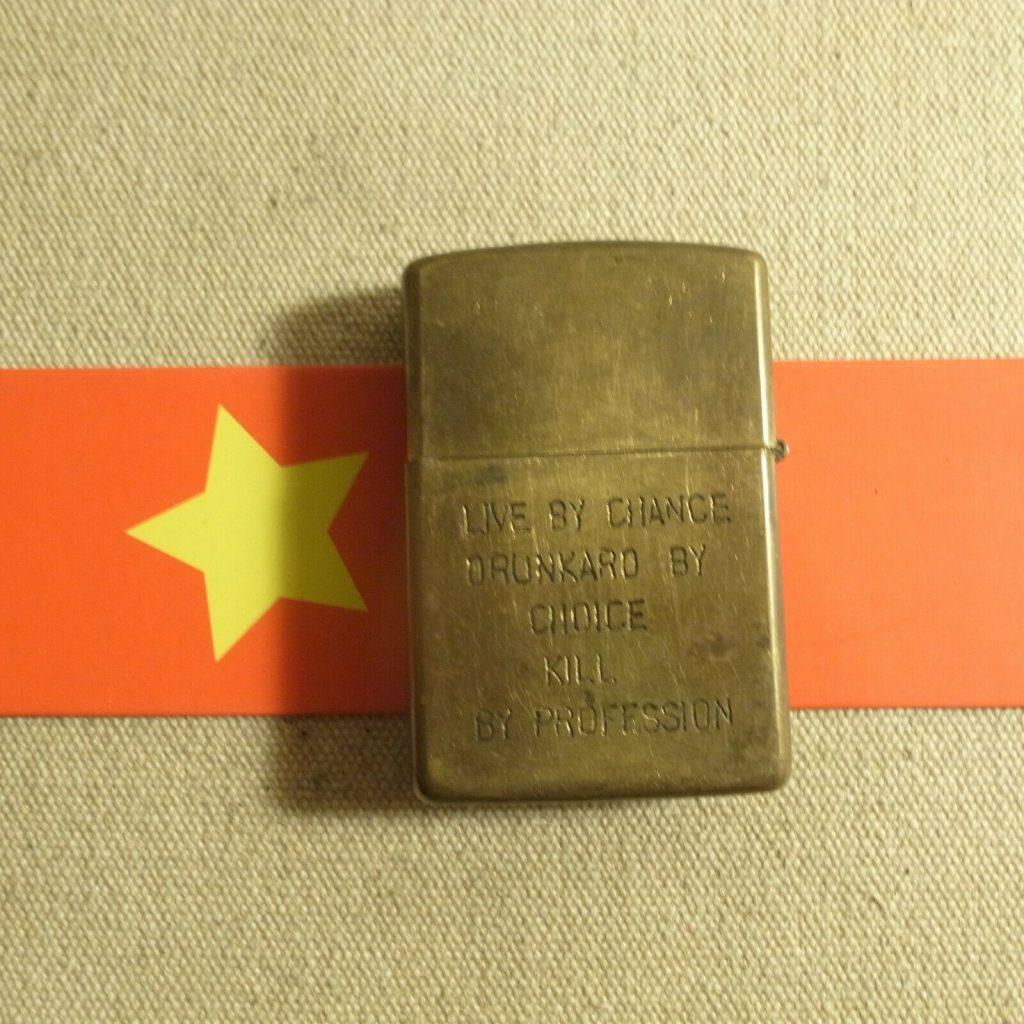 LIVE BY CHANCE
DRUNKARD BY
CHOICE
KILL
BY PROFESSION